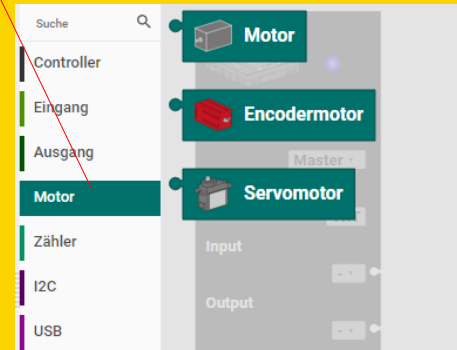 Suche
Controller
Eingang
Ausgang
Motor
Zähler
I2C
USB
Motor
Encodermotor
Servomotor
Master
Input
Output